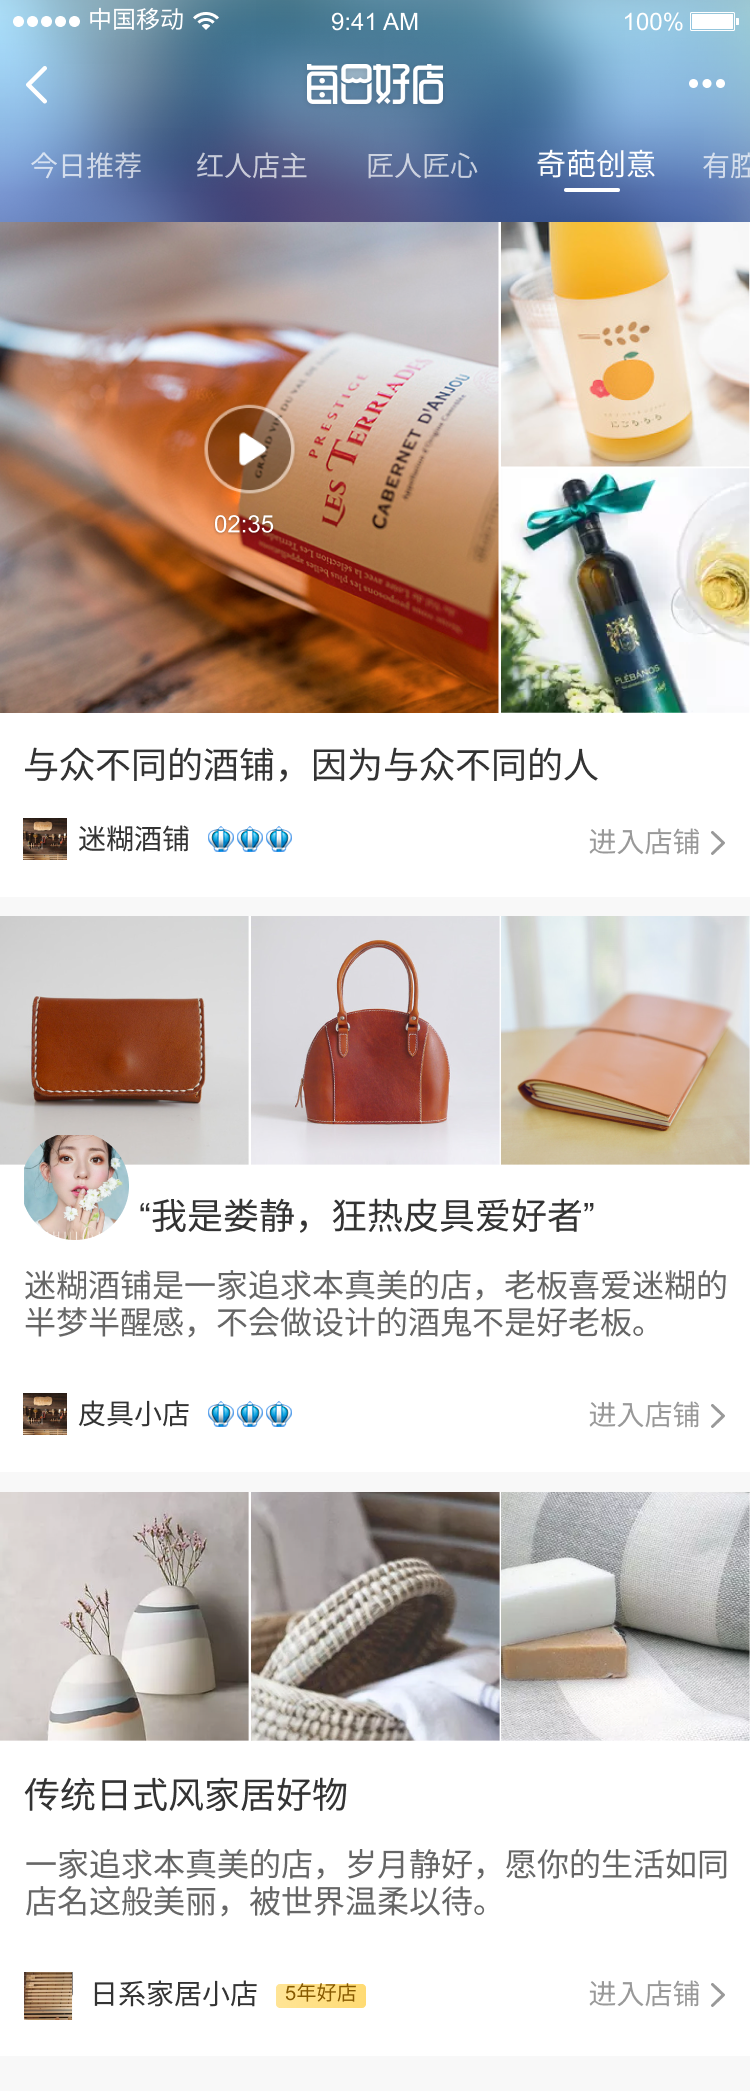 中国移动 9:41 AM 100%
每日好店
今日推荐 红人店主 匠人匠心 奇葩创意 有腔
GRAND VIN DU VAL DE
PRESTIGE
LES TERRIADES
CABERNET D'ANJOU
02:35
PLÉBANOS
与众不同的酒铺，因为与众不同的人
迷糊酒铺 进入店铺
“我是娄静，狂热皮具爱好者”
迷糊酒铺是一家追求本真美的店，老板喜爱迷糊的
半梦半醒感，不会做设计的酒鬼不是好老板。
皮具小店 进入店铺
传统日式风家居好物
一家追求本真美的店，岁月静好，愿你的生活如同
店名这般美丽，被世界温柔以待。
日系家居小店 5年好店 进入店铺